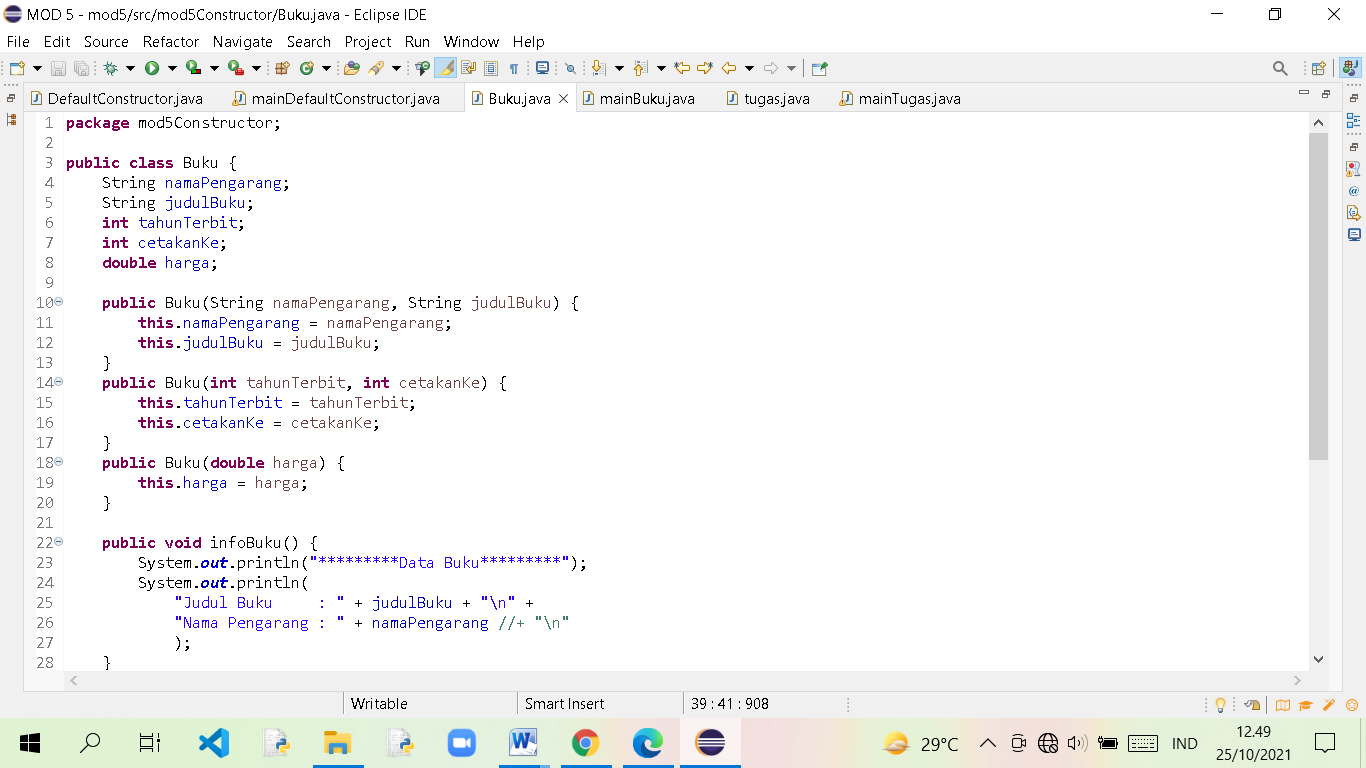 MOD 5 - mod5/src/mod5Constructor/Buku.java - Eclipse IDE
File Edit Source Refactor Navigate Search Project Run Window Help
DefaultConstructor.java mainDefaultConstructor.java Buku.java mainBuku.java tugas.java mainTugas.java
1 package mod5Constructor;
2
3 public class Buku {
4     String namaPengarang;
5     String judulBuku;
6     int tahunTerbit;
7     int cetakanKe;
8     double harga;
9
10     public Buku(String namaPengarang, String judulBuku) {
11         this.namaPengarang = namaPengarang;
12         this.judulBuku = judulBuku;
13     }
14     public Buku(int tahunTerbit, int cetakanKe) {
15         this.tahunTerbit = tahunTerbit;
16         this.cetakanKe = cetakanKe;
17     }
18     public Buku(double harga) {
19         this.harga = harga;
20     }
21
22     public void infoBuku() {
23         System.out.println("*********Data Buku*********");
24         System.out.println(
25             "Judul Buku     : " + judulBuku + "\n" +
26             "Nama Pengarang : " + namaPengarang //+ "\n"
27             );
28     }
Writable Smart Insert 39 : 41 : 908
29°C IND 12.49
25/10/2021